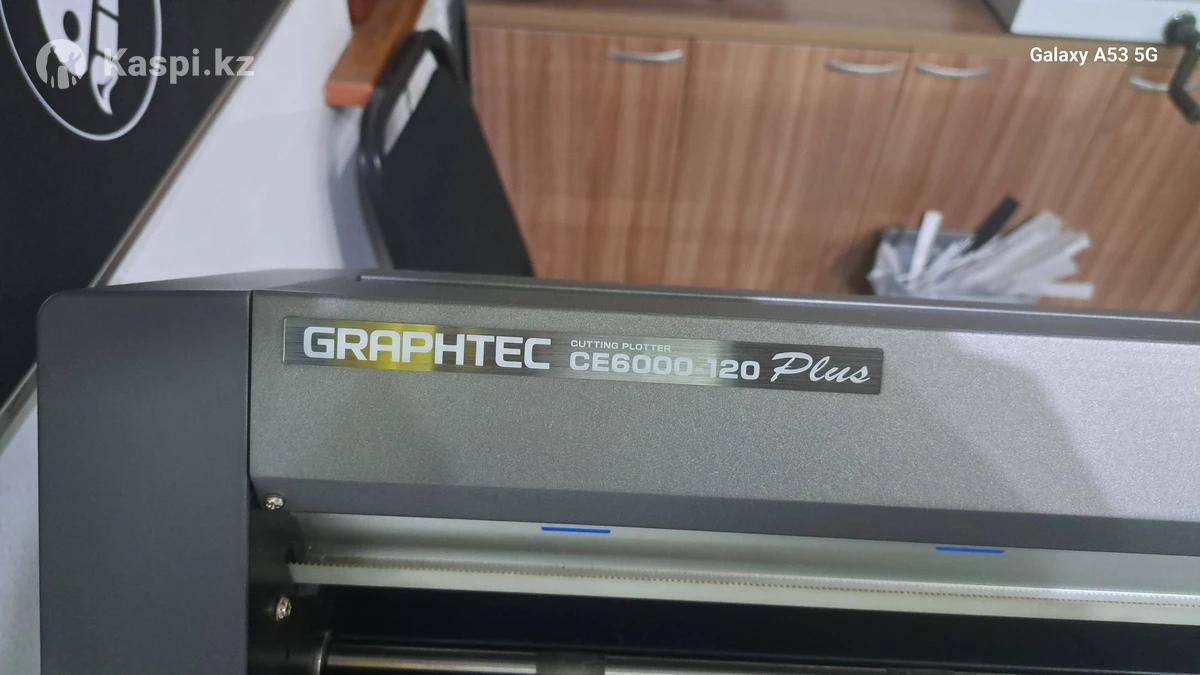 Kaspi.kz
Galaxy A53 5G
GRAPHTEC
CUTTING PLOTTER
CE6000-120 Plus